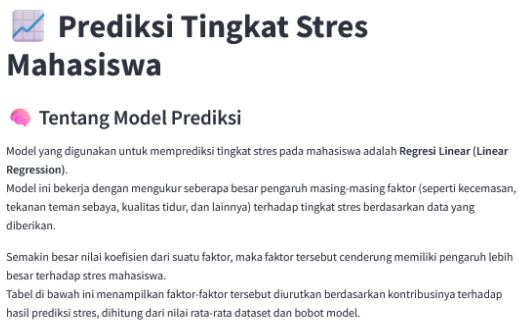 Prediksi Tingkat Stres
Mahasiswa
Tentang Model Prediksi
Model yang digunakan untuk memprediksi tingkat stres pada mahasiswa adalah Regresi Linear (Linear
Regression).
Model ini bekerja dengan mengukur seberapa besar pengaruh masing-masing faktor (seperti kecemasan,
tekanan teman sebaya, kualitas tidur, dan lainnya) terhadap tingkat stres berdasarkan data yang
diberikan.
Semakin besar nilai koefisien dari suatu faktor, maka faktor tersebut cenderung memiliki pengaruh lebih
besar terhadap stres mahasiswa.
Tabel di bawah ini menampilkan faktor-faktor tersebut diurutkan berdasarkan kontribusinya terhadap
hasil prediksi stres, dihitung dari nilai rata-rata dataset dan bobot model.